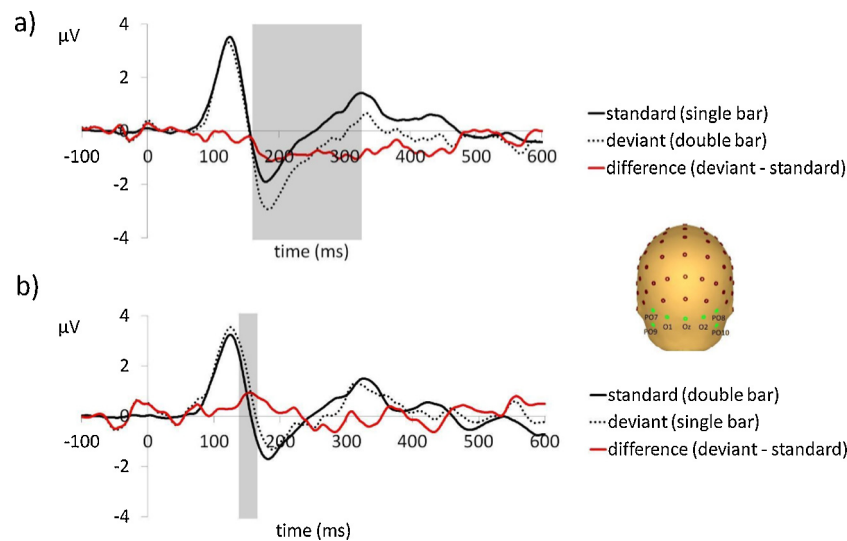 a)
μV
4
2
0
-100 0 100 200 300 400 500 600
-2
-4
time (ms)
standard (single bar)
deviant (double bar)
difference (deviant - standard)
PO7 PO8
O1 Oz O2
PO9 PO10
b)
μV
4
2
0
-100 0 100 200 300 400 500 600
-2
-4
time (ms)
standard (double bar)
deviant (single bar)
difference (deviant - standard)